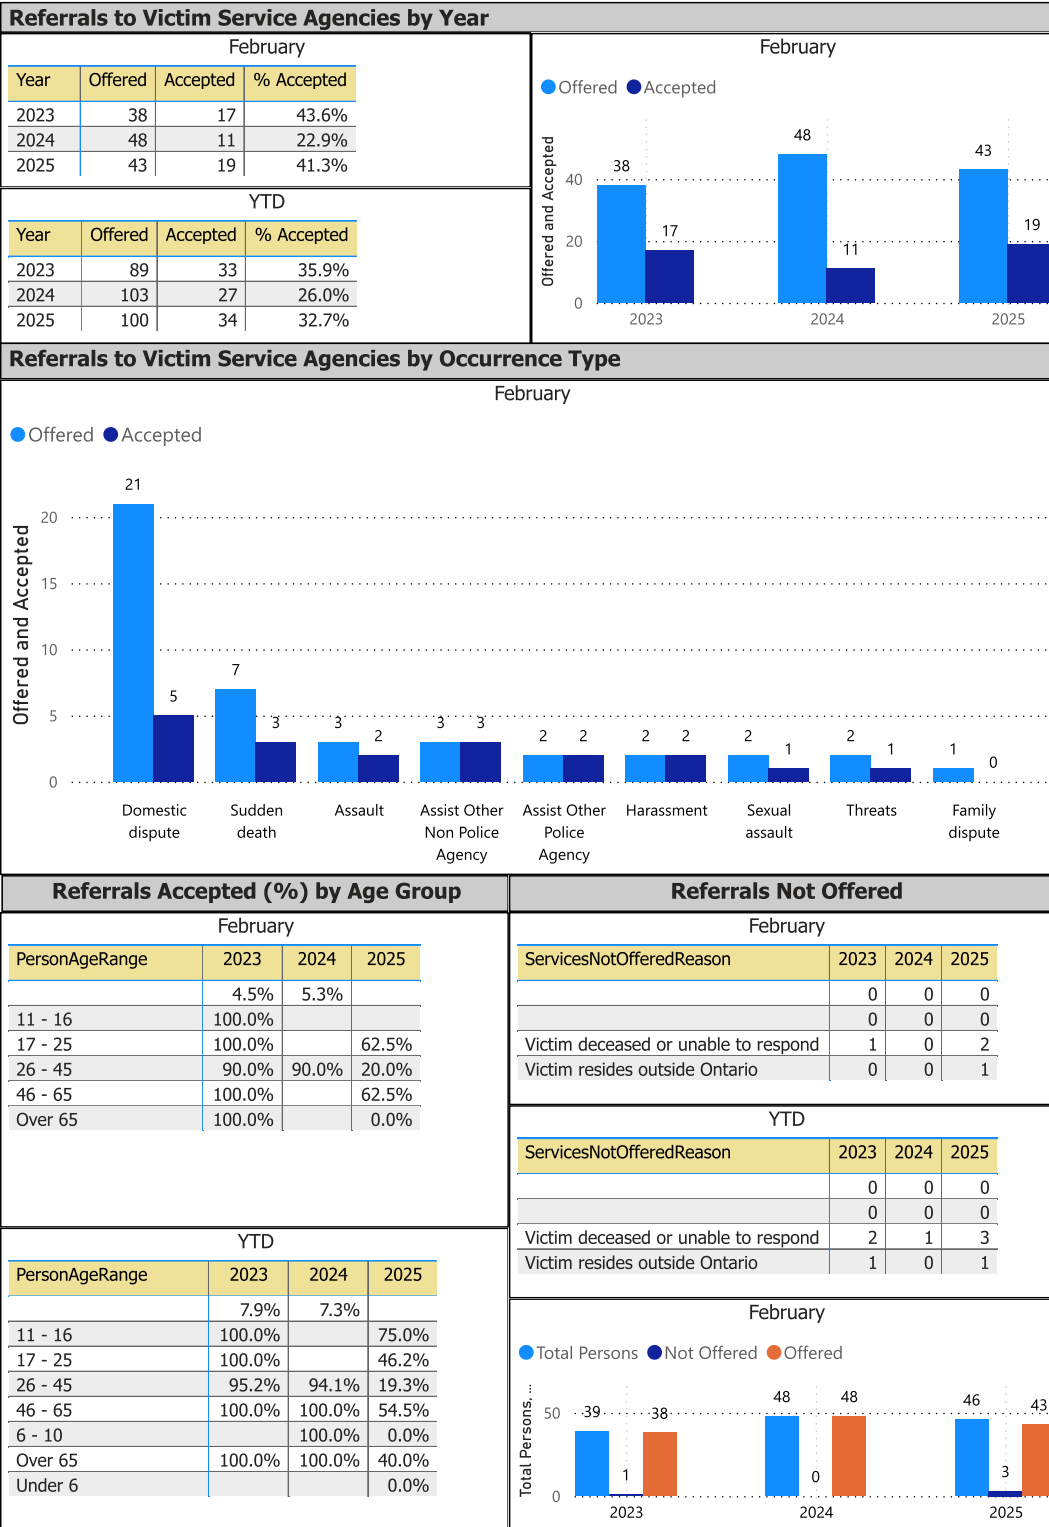 Referrals to Victim Service Agencies by Year
February
Year Offered Accepted % Accepted
2023 38 17 43.6%
2024 48 11 22.9%
2025 43 19 41.3%
YTD
Year Offered Accepted % Accepted
2023 89 33 35.9%
2024 103 27 26.0%
2025 100 34 32.7%
February
Offered Accepted
Offered and Accepted
40
20
0
38 17 48 11 43 19
2023 2024 2025
Referrals to Victim Service Agencies by Occurrence Type
February
Offered Accepted
Offered and Accepted
20
15
10
5
0
21 5 7 3 3 2 3 3 2 2 2 2 2 1 2 1 1 0
Domestic dispute
Sudden death
Assault
Assist Other Non Police Agency
Assist Other Police Agency
Harassment
Sexual assault
Threats
Family dispute
Referrals Accepted (%) by Age Group
February
PersonAgeRange 2023 2024 2025
4.5% 5.3%
11 - 16 100.0%
17 - 25 100.0% 62.5%
26 - 45 90.0% 90.0% 20.0%
46 - 65 100.0% 62.5%
Over 65 100.0% 0.0%
YTD
PersonAgeRange 2023 2024 2025
7.9% 7.3%
11 - 16 100.0% 75.0%
17 - 25 100.0% 46.2%
26 - 45 95.2% 94.1% 19.3%
46 - 65 100.0% 100.0% 54.5%
6 - 10 100.0% 0.0%
Over 65 100.0% 100.0% 40.0%
Under 6 0.0%
Referrals Not Offered
February
ServicesNotOfferedReason 2023 2024 2025
0 0 0
0 0 0
Victim deceased or unable to respond 1 0 2
Victim resides outside Ontario 0 0 1
YTD
ServicesNotOfferedReason 2023 2024 2025
0 0 0
0 0 0
Victim deceased or unable to respond 2 1 3
Victim resides outside Ontario 1 0 1
February
Total Persons Not Offered Offered
Total Persons, ...
50
0
39 1 38 48 0 48 46 3 43
2023 2024 2025